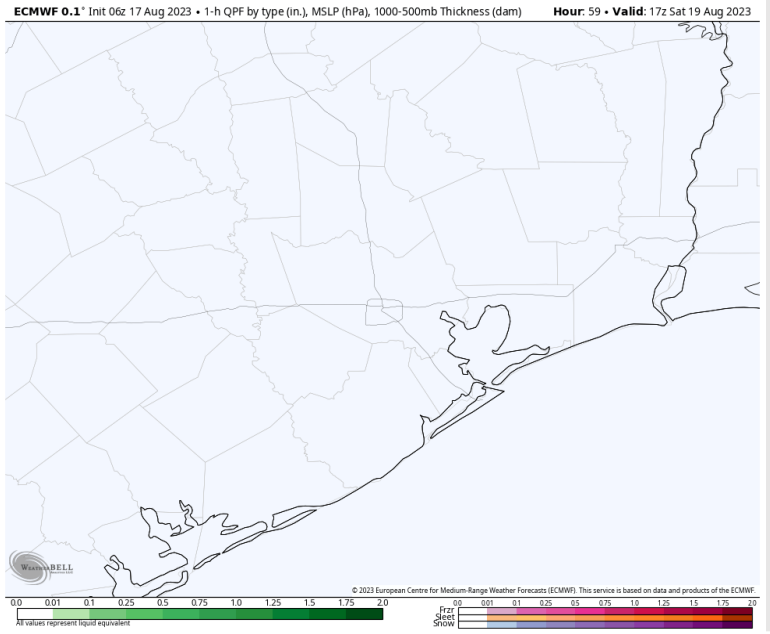 ECMWF 0.1° Init 06z 17 Aug 2023 • 1-h QPF by type (in.), MSLP (hPa), 1000-500mb Thickness (dam) Hour: 59 • Valid: 17z Sat 19 Aug 2023
WEATHERBELL
© 2023 European Centre for Medium-Range Weather Forecasts (ECMWF). This service is based on data and products of the ECMWF.
0.0 0.01 0.1 0.25 0.5 0.75 1.0 1.25 1.5 1.75 2.0
All values represent liquid equivalent
0.0 0.01 0.1 0.25 0.5 0.75 1.0 1.25 1.5 1.75 2.0
Frzr
Sleet
Snow